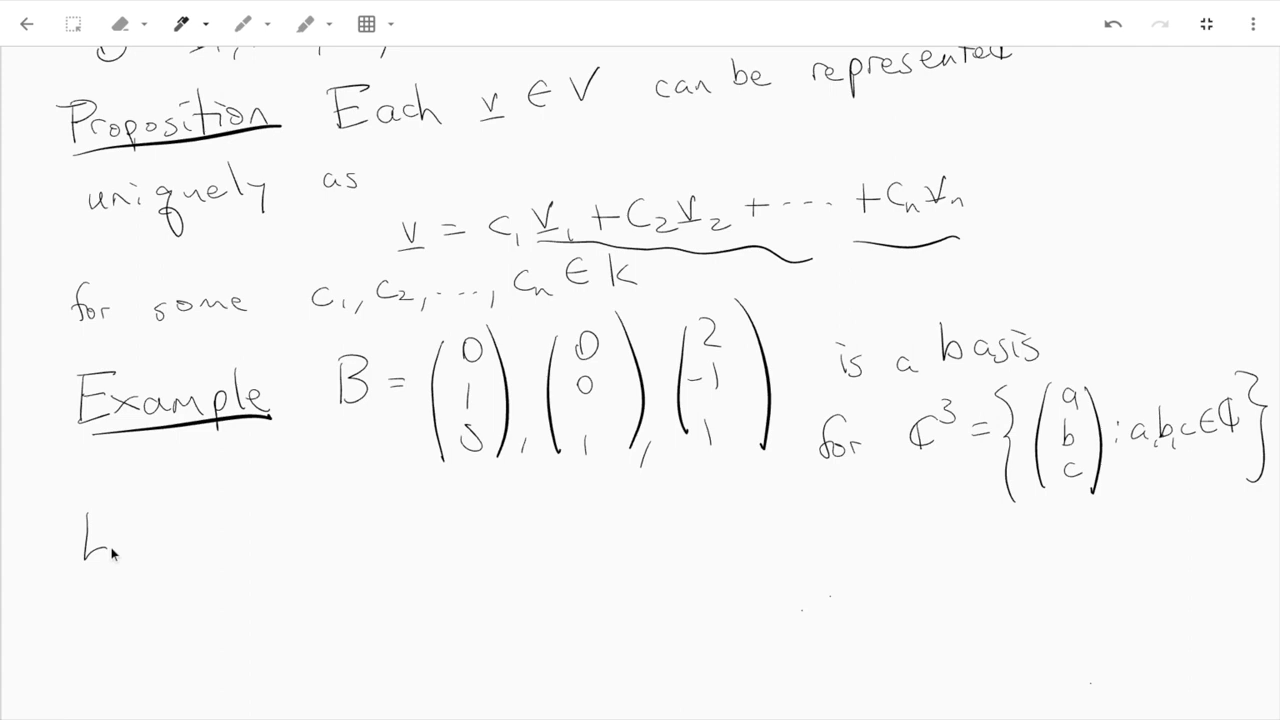 Proposition Each v ∈ V can be represented
uniquely as
v = c₁v₁ + c₂v₂ + ... + cₙvₙ
for some c₁, c₂, ..., cₙ ∈ k
Example B = (0 1 0), (0 0 1), (2 -1 1) is a basis
for ℂ³ = { (a b c) : a,b,c ∈ ℂ }